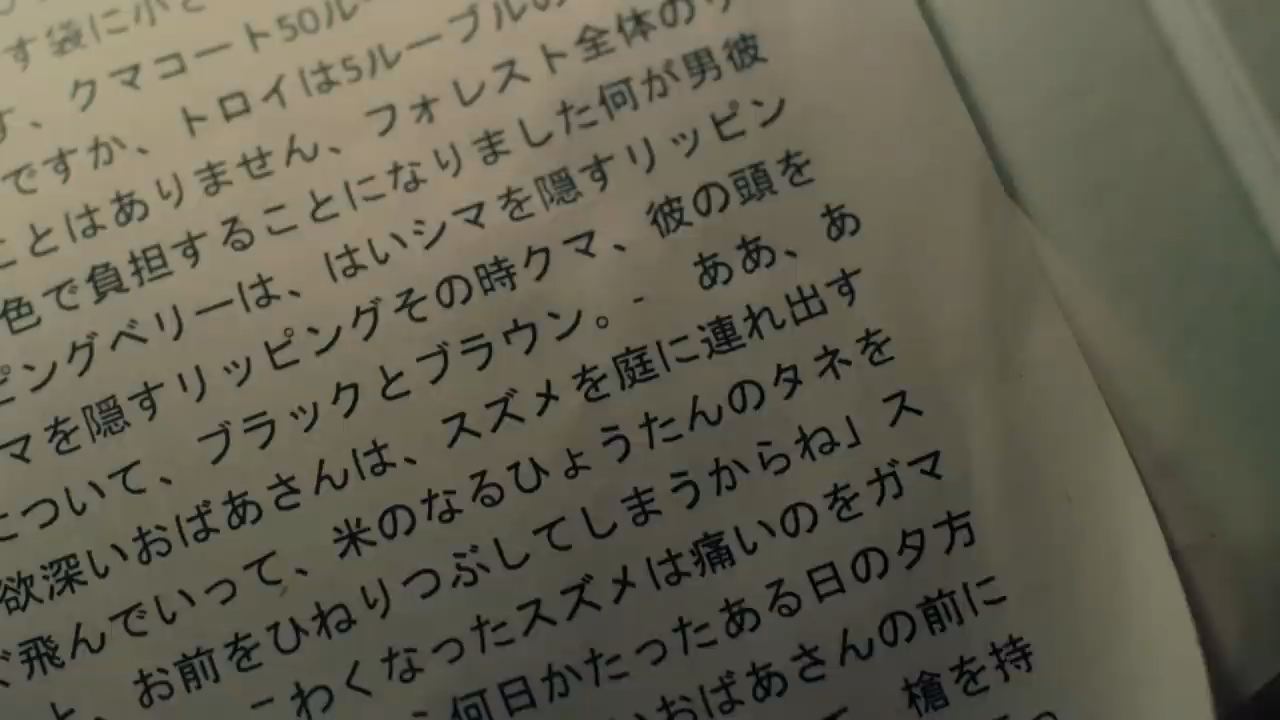 す袋に小さ
す、クマコート50ルー
ですか、トロイは5ルーブルの
ことはありません、フォレスト全体の
色で負担することになりました何が男彼
ピングベリーは、はいシマを隠すリッピン
マを隠すリッピングその時クマ、彼の頭を
について、ブラックとブラウン。- ああ、あ
欲深いおばあさんは、スズメを庭に連れ出す
飛んでいって、米のなるひょうたんのタネを
と、お前をひねりつぶしてしまうからね」ス
わくなったスズメは痛いのをガマ
何日かたったある日の夕方
おばあさんの前に
槍を持